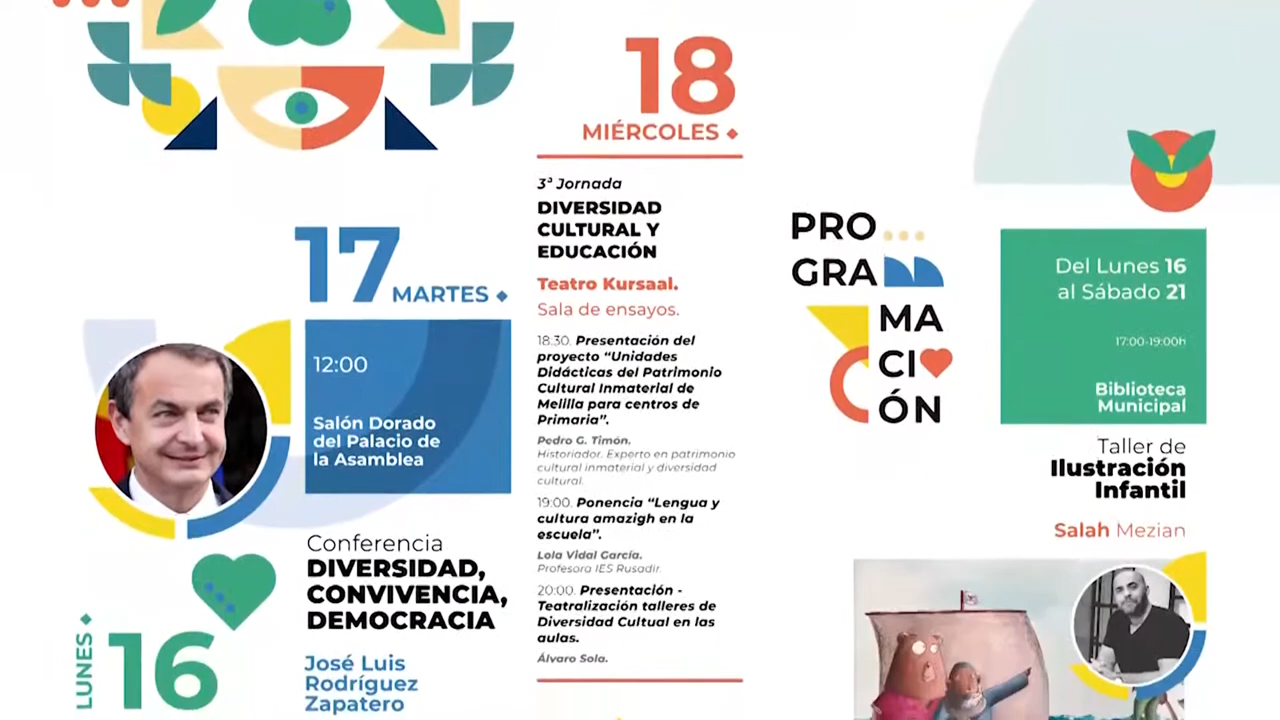 17 MARTES
12:00
Salón Dorado
del Palacio de
la Asamblea
Conferencia
DIVERSIDAD,
CONVIVENCIA,
DEMOCRACIA
José Luis
Rodríguez
Zapatero
LUNES
16
18
MIÉRCOLES
3ª Jornada
DIVERSIDAD
CULTURAL Y
EDUCACIÓN
Teatro Kursaal.
Sala de ensayos.
18:30. Presentación del
proyecto “Unidades
Didácticas del Patrimonio
Cultural Inmaterial de
Melilla para centros de
Primaria”.
Pedro G. Timón.
Historiador. Experto en patrimonio
cultural inmaterial y diversidad
cultural.
19:00. Ponencia “Lengua y
cultura amazigh en la
escuela”.
Lola Vidal García.
Profesora IES Rusadir.
20:00. Presentación -
Teatralización talleres de
Diversidad Cultual en las
aulas.
Álvaro Sola.
PRO
GRA
MA
CI
ÓN
Del Lunes 16
al Sábado 21
17:00-19:00h
Biblioteca
Municipal
Taller de
Ilustración
Infantil
Salah Mezian